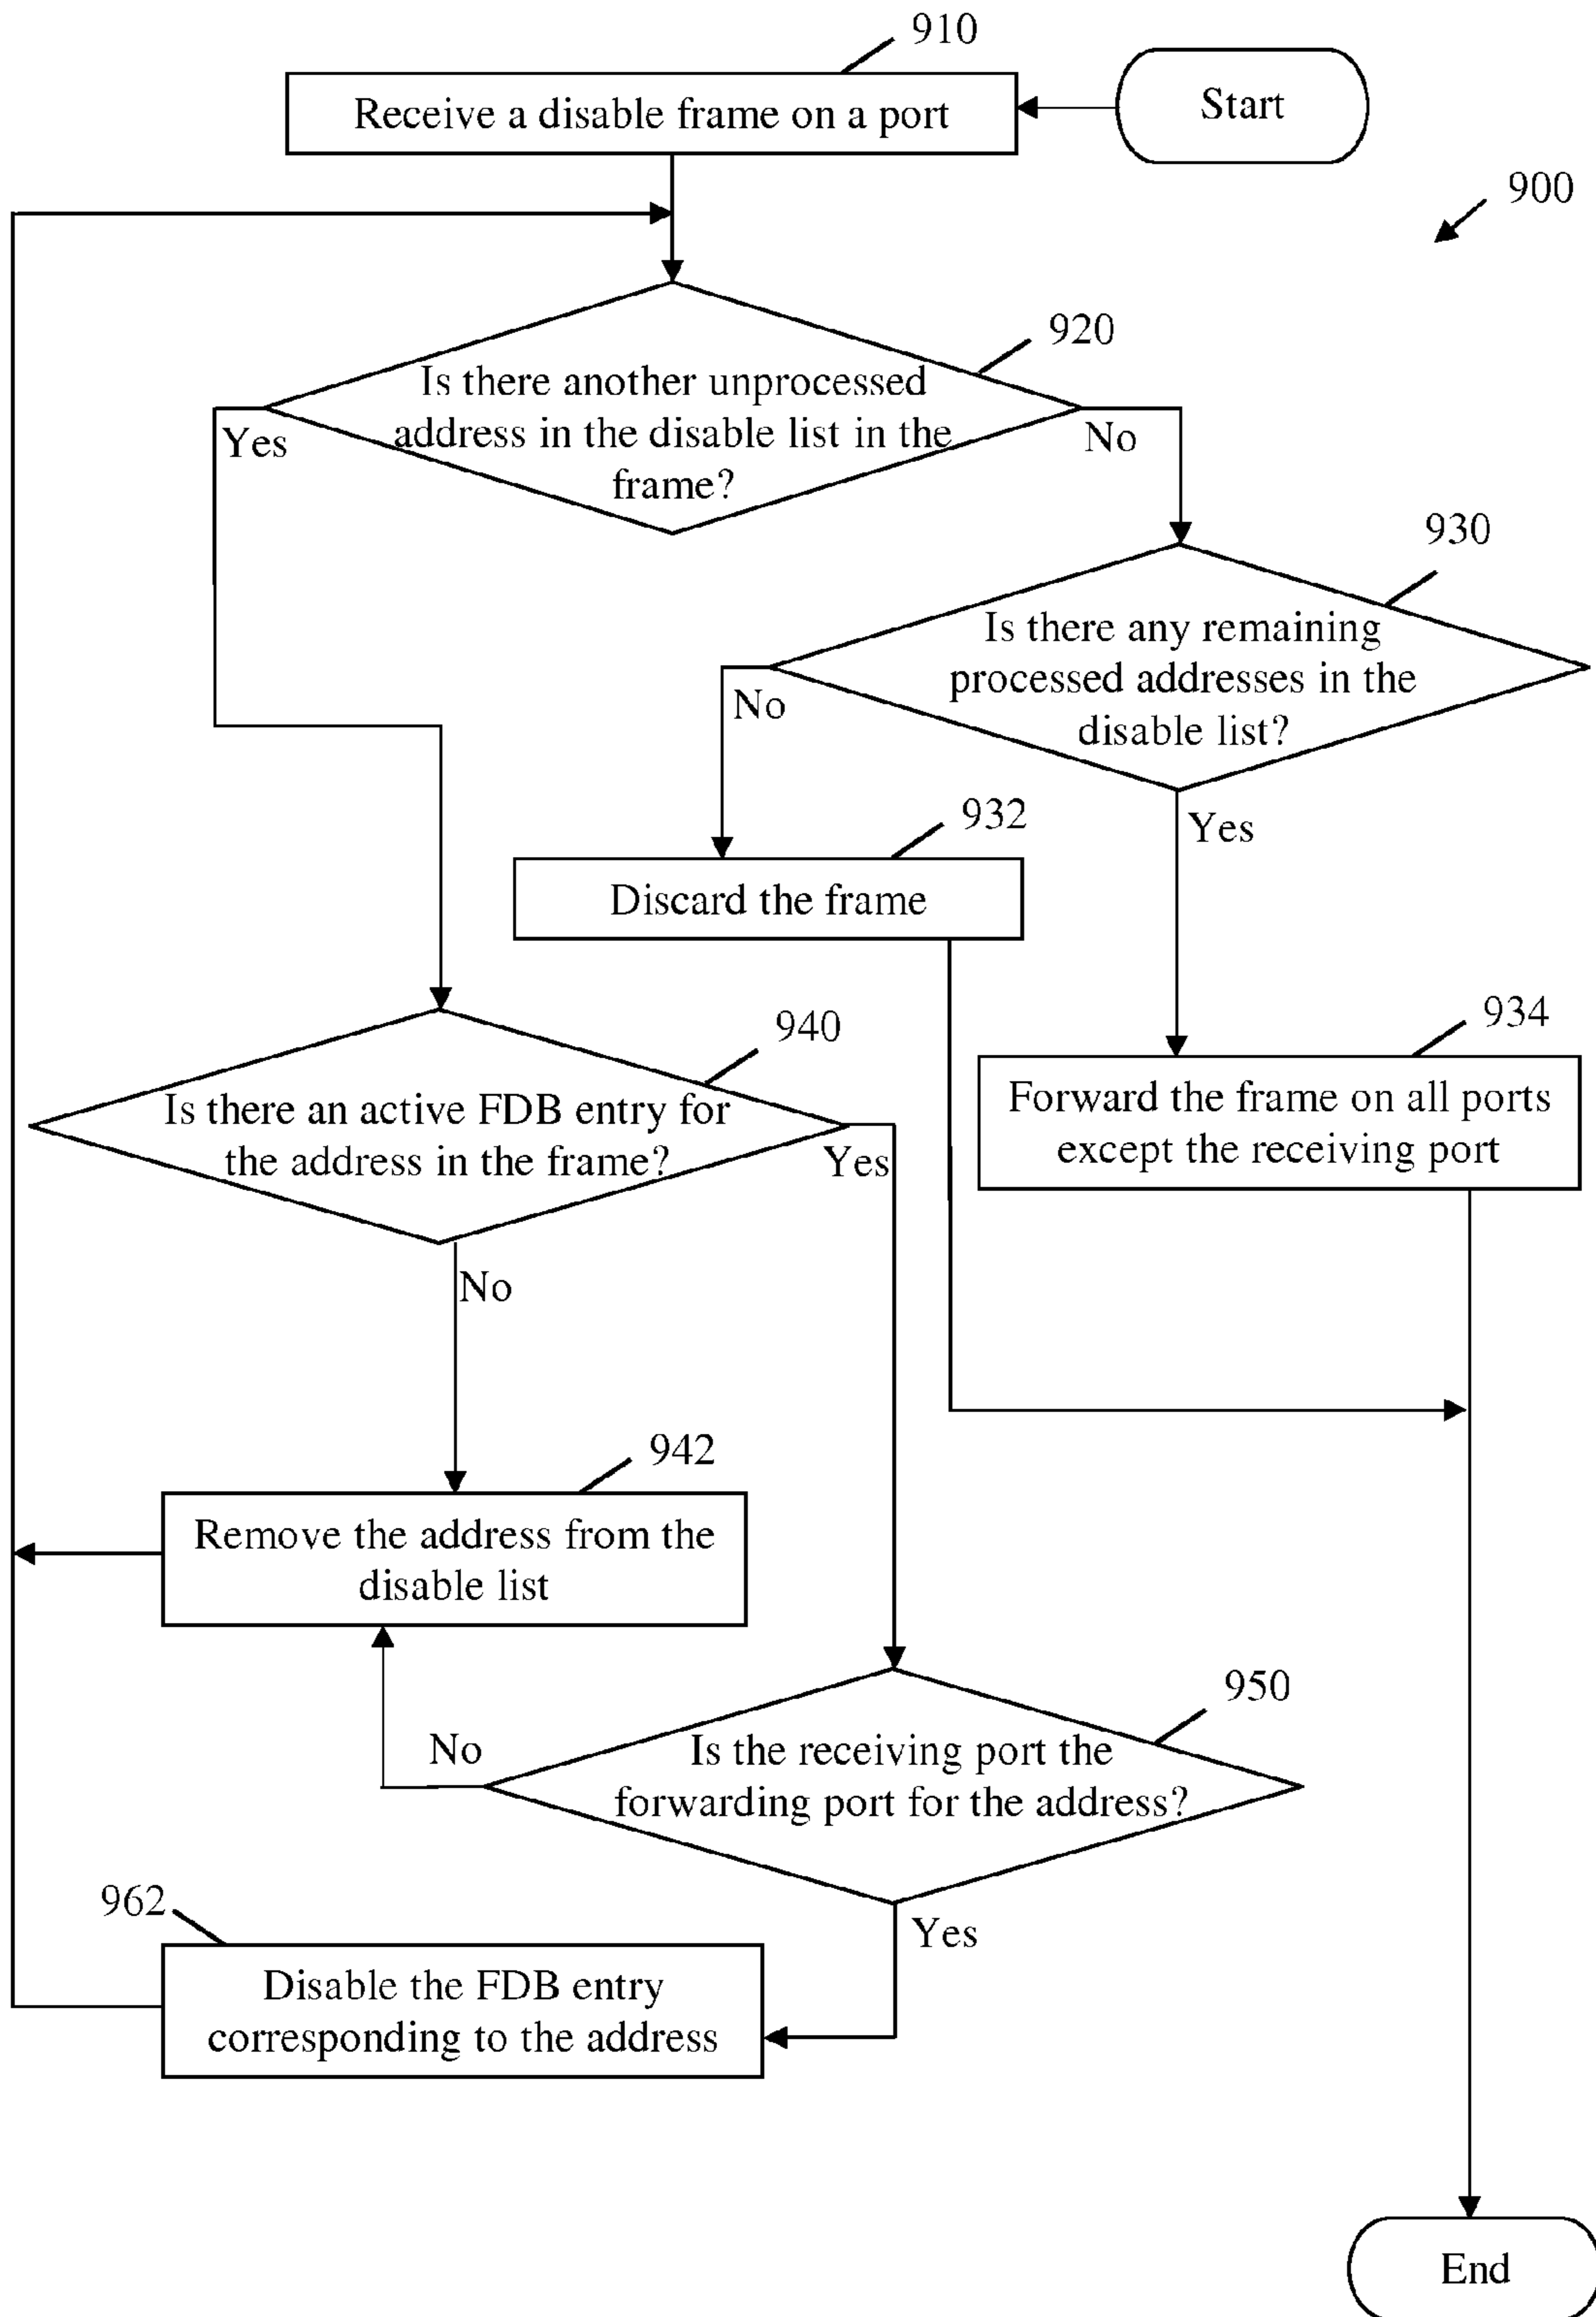 910
Receive a disable frame on a port
Start
900
920
Is there another unprocessed
address in the disable list in the
frame?
Yes
No
930
Is there any remaining
processed addresses in the
disable list?
No
Yes
932
Discard the frame
934
Forward the frame on all ports
except the receiving port
940
Is there an active FDB entry for
the address in the frame?
Yes
No
942
Remove the address from the
disable list
950
Is the receiving port the
forwarding port for the address?
No
Yes
962
Disable the FDB entry
corresponding to the address
End